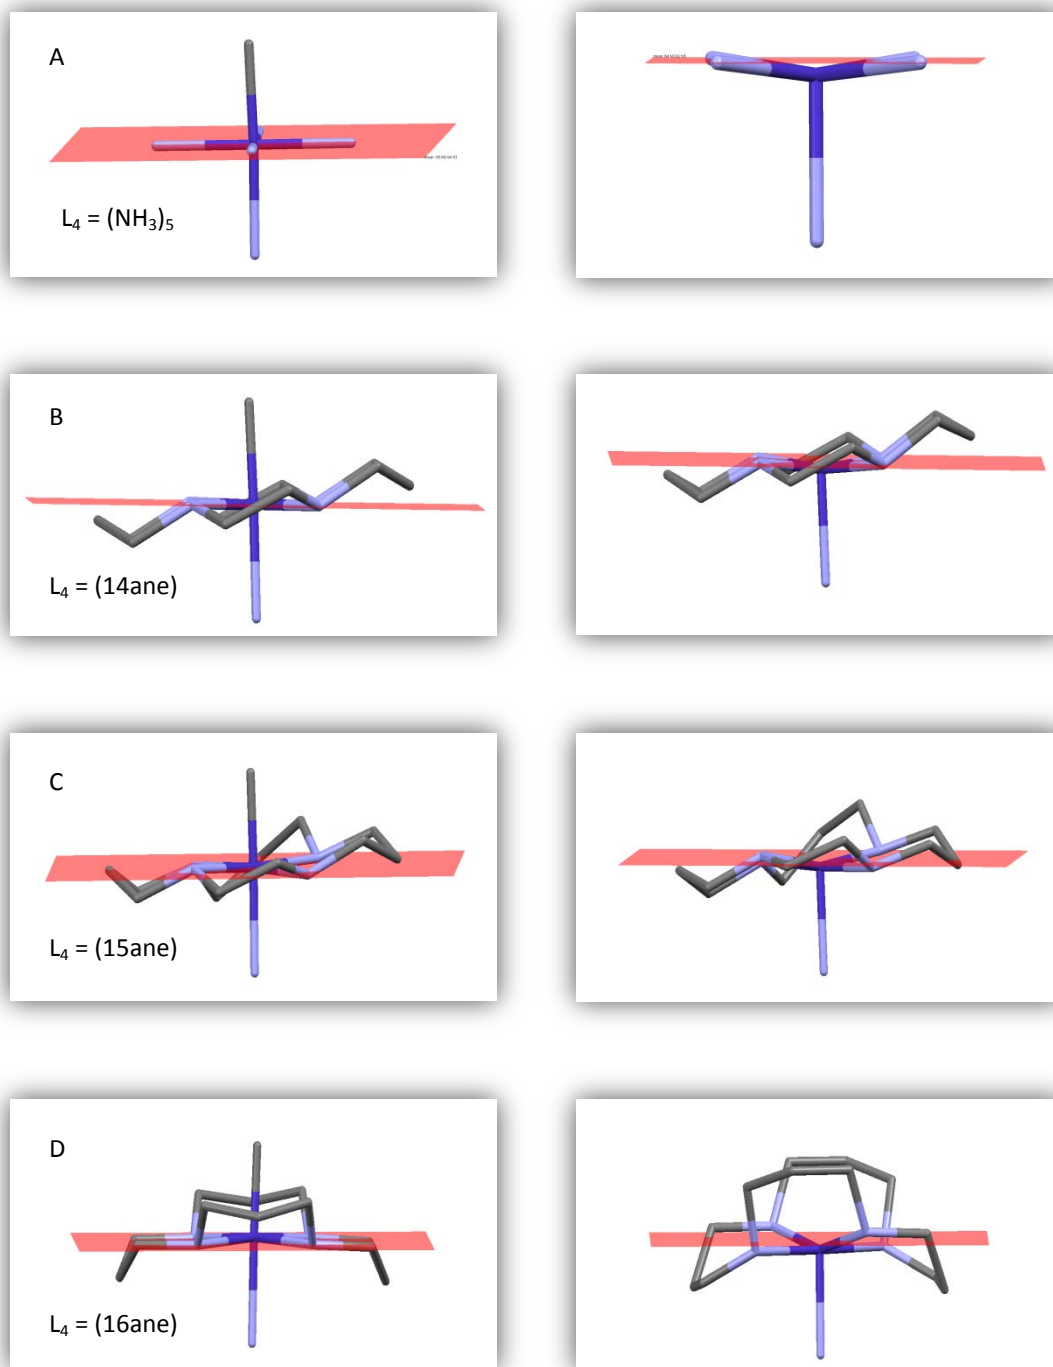 A
L₄ = (NH₃)₅
B
L₄ = (14ane)
C
L₄ = (15ane)
D
L₄ = (16ane)